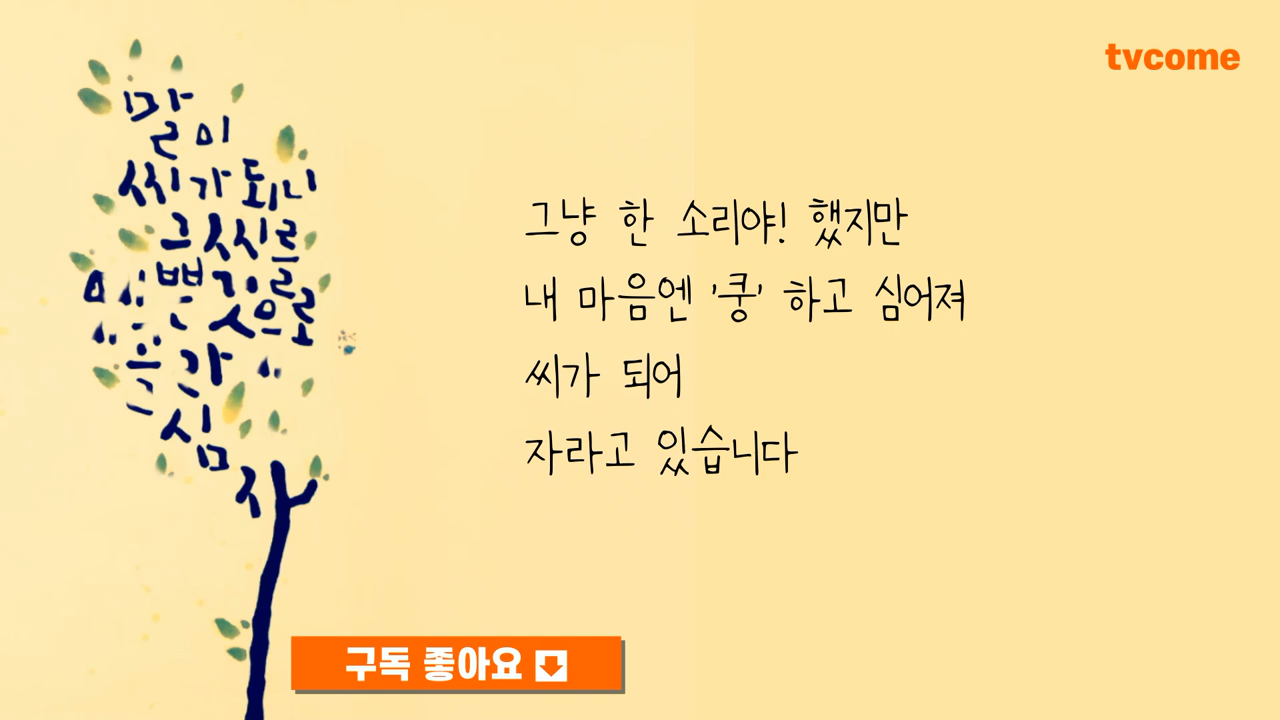 tvcome
말이
씨가 되니
그 씨를
예쁜 것으로
심자
그냥 한 소리야! 했지만
내 마음엔 '쿵' 하고 심어져
씨가 되어
자라고 있습니다
구독 좋아요